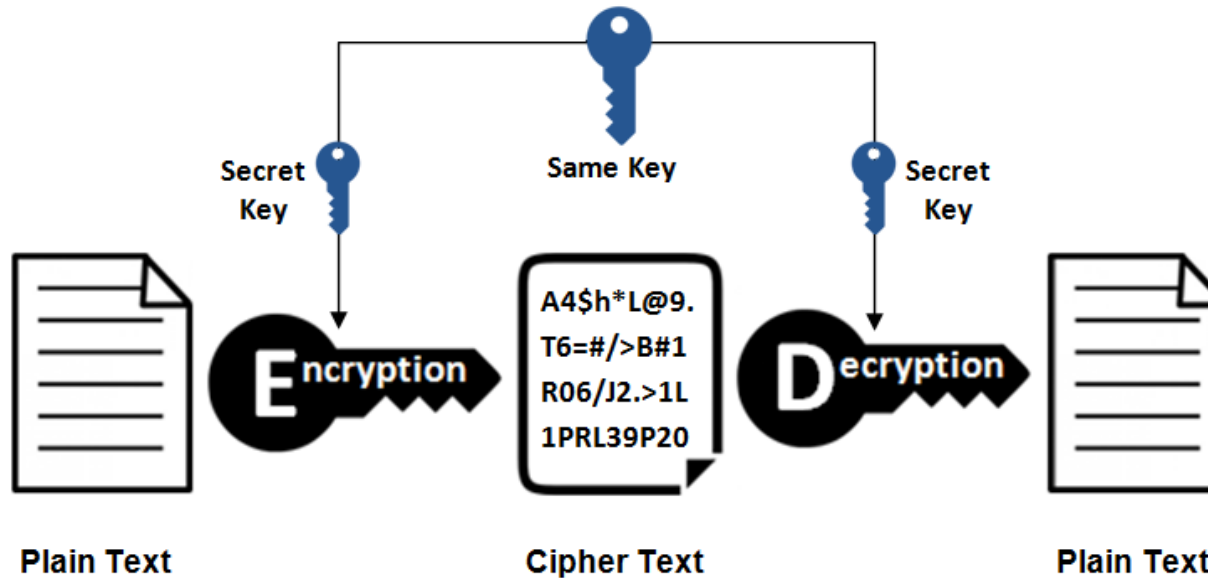 Same Key
Secret
Key
Secret
Key
Encryption
A4$h*L@9.
T6=#/>B#1
R06/J2.>1L
1PRL39P20
Decryption
Plain Text
Cipher Text
Plain Text